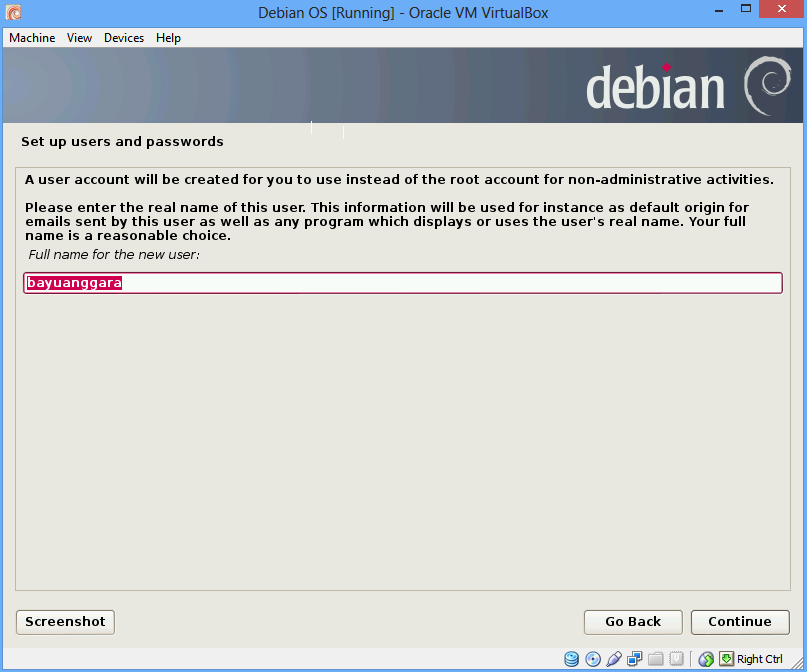 Debian OS [Running] - Oracle VM VirtualBox
Machine View Devices Help
debian
Set up users and passwords
A user account will be created for you to use instead of the root account for non-administrative activities.
Please enter the real name of this user. This information will be used for instance as default origin for
emails sent by this user as well as any program which displays or uses the user's real name. Your full
name is a reasonable choice.
Full name for the new user:
bayuanggara
Screenshot Go Back Continue
Right Ctrl